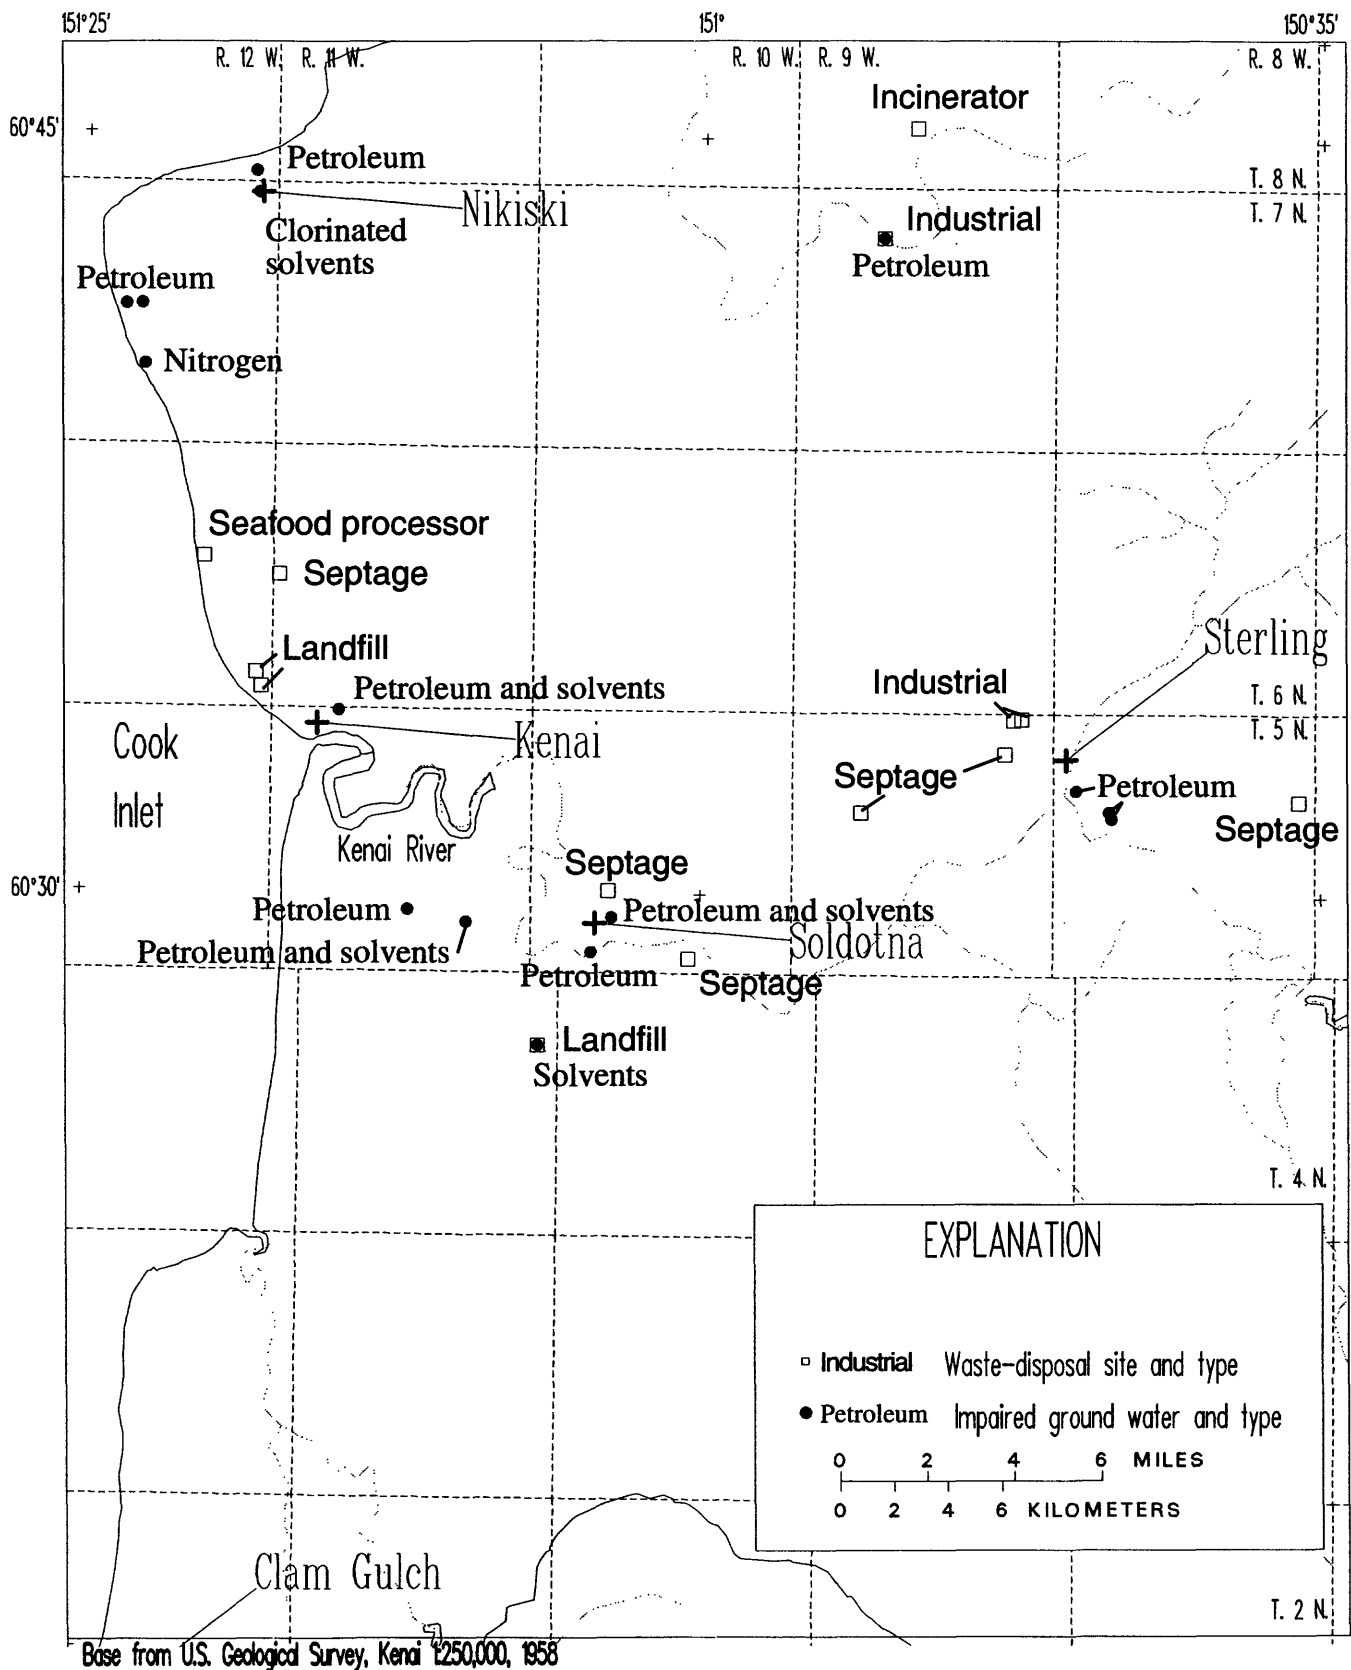 151°25' 151° 150°35'
R. 12 W. R. 11 W. R. 10 W. R. 9 W. R. 8 W.
Incinerator
60°45'
Petroleum
T. 8 N.
T. 7 N.
Nikiski
Industrial
Clorinated
solvents
Petroleum
Petroleum
Nitrogen
Seafood processor
Septage
Sterling
Landfill
Petroleum and solvents
Industrial
T. 6 N.
T. 5 N.
Cook
Inlet
Kenai
Septage
Petroleum
Septage
Kenai River
Septage
60°30'
Petroleum
Petroleum and solvents
Petroleum and solvents
Soldotna
Petroleum
Septage
Landfill
Solvents
T. 4 N.
EXPLANATION
Industrial Waste-disposal site and type
Petroleum Impaired ground water and type
0 2 4 6 MILES
0 2 4 6 KILOMETERS
Clam Gulch
T. 2 N.
Base from U.S. Geological Survey, Kenai 1:250,000, 1958